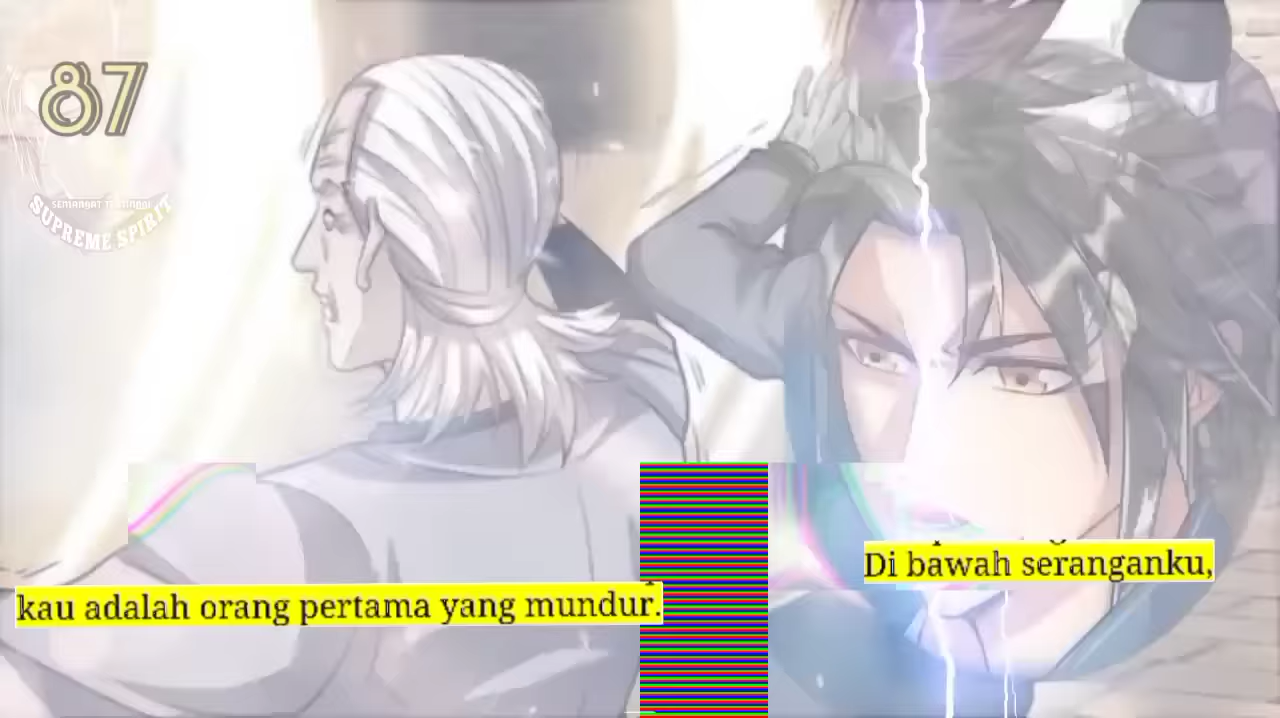 87
SUPREME SPIRIT
Di bawah seranganku,
kau adalah orang pertama yang mundur.